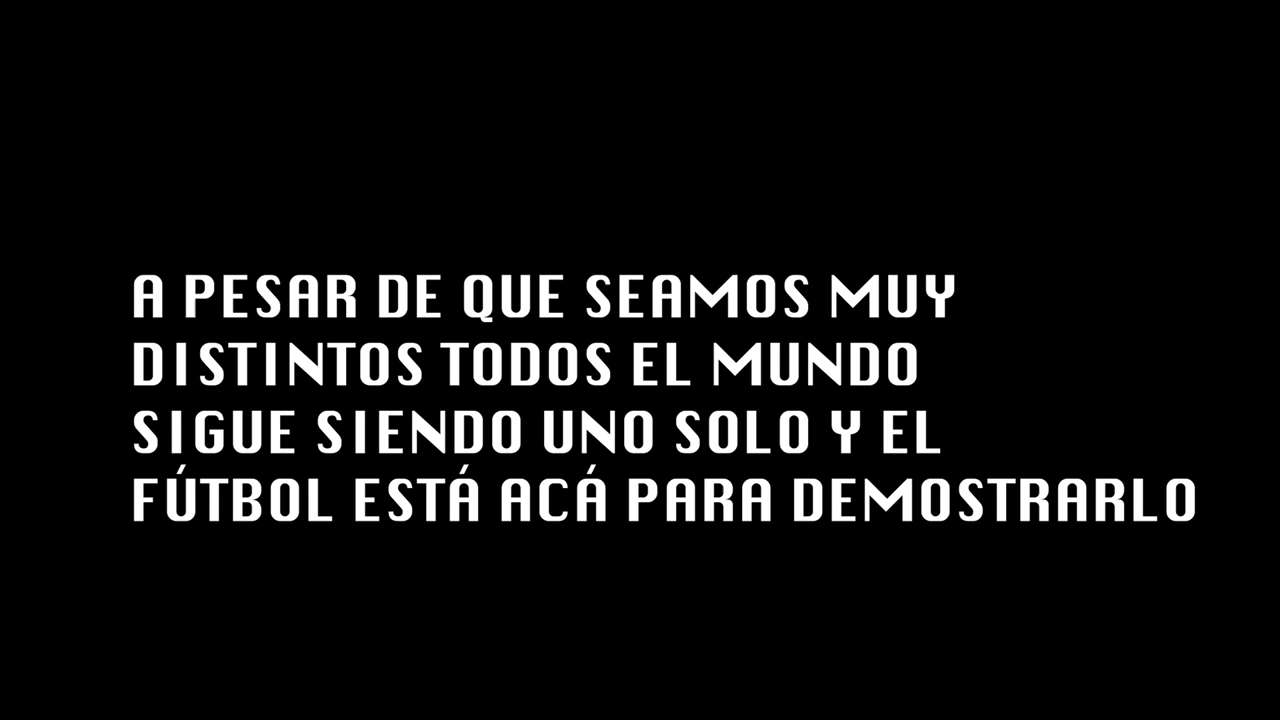 A PESAR DE QUE SEAMOS MUY
DISTINTOS TODOS EL MUNDO
SIGUE SIENDO UNO SOLO Y EL
FÚTBOL ESTÁ ACÁ PARA DEMOSTRARLO